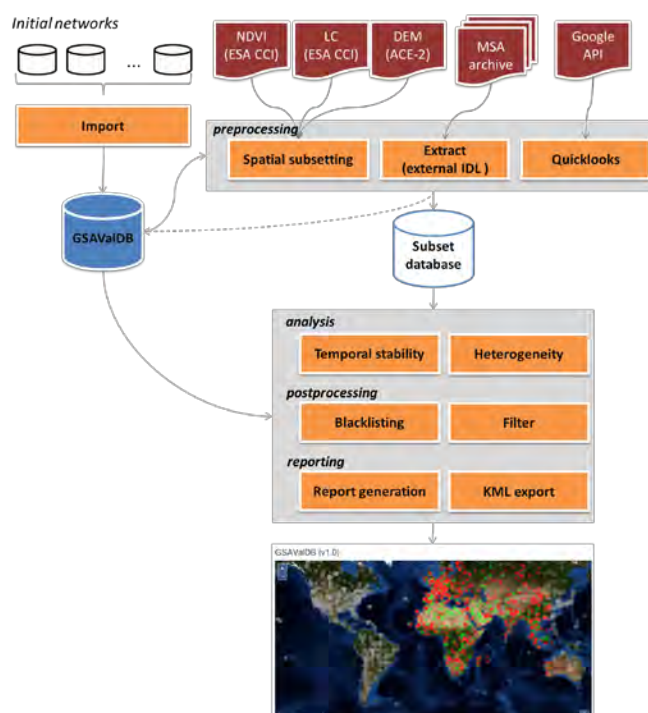 Initial networks
...
NDVI
(ESA CCI)
LC
(ESA CCI)
DEM
(ACE-2)
MSA
archive
Google
API
Import
preprocessing
Spatial subsetting
Extract
(external IDL )
Quicklooks
GSAValDB
Subset
database
analysis
Temporal stability
Heterogeneity
postprocessing
Blacklisting
Filter
reporting
Report generation
KML export
GSAValDB (v1.0)